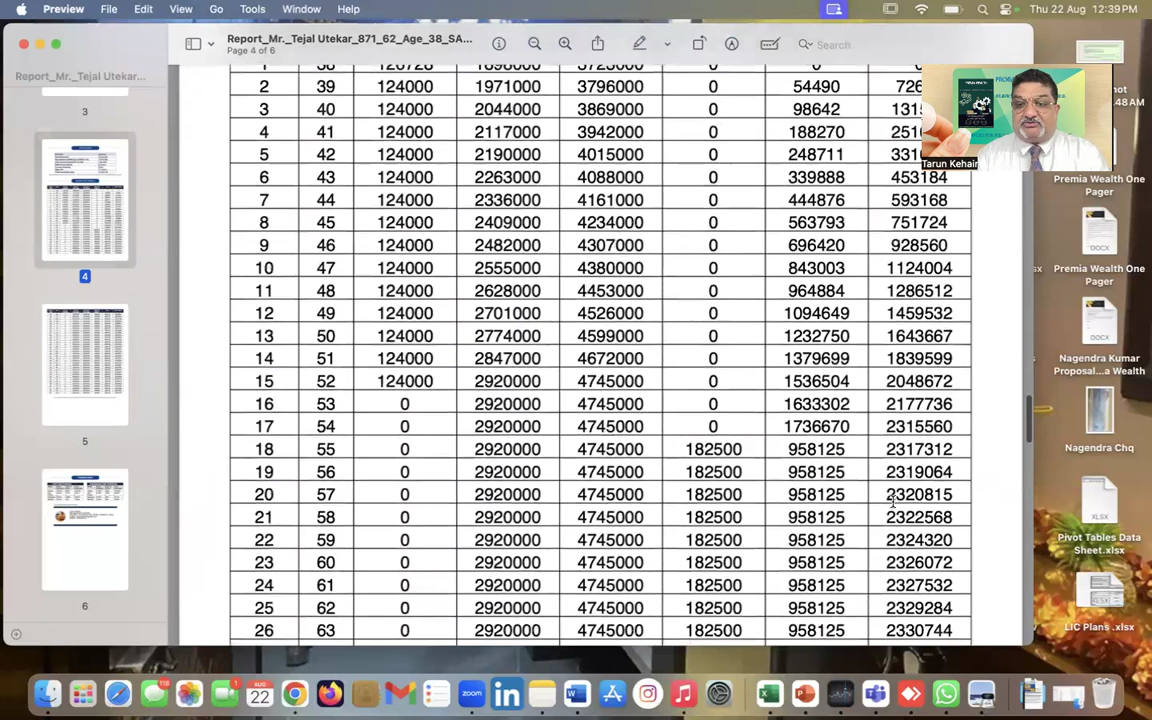 Preview File Edit View Go Tools Window Help Thu 22 Aug 12:39 PM
Report_Mr._Tejal Utekar_871_62_Age_38_SA...
Page 4 of 6
Search
Report_Mr._Tejal Utekar...
3
4
5
6
2 39 124000 1971000 3796000 0 54490
3 40 124000 2044000 3869000 0 98642
4 41 124000 2117000 3942000 0 188270
5 42 124000 2190000 4015000 0 248711
6 43 124000 2263000 4088000 0 339888 453184
7 44 124000 2336000 4161000 0 444876 593168
8 45 124000 2409000 4234000 0 563793 751724
9 46 124000 2482000 4307000 0 696420 928560
10 47 124000 2555000 4380000 0 843003 1124004
11 48 124000 2628000 4453000 0 964884 1286512
12 49 124000 2701000 4526000 0 1094649 1459532
13 50 124000 2774000 4599000 0 1232750 1643667
14 51 124000 2847000 4672000 0 1379699 1839599
15 52 124000 2920000 4745000 0 1536504 2048672
16 53 0 2920000 4745000 0 1633302 2177736
17 54 0 2920000 4745000 0 1736670 2315560
18 55 0 2920000 4745000 182500 958125 2317312
19 56 0 2920000 4745000 182500 958125 2319064
20 57 0 2920000 4745000 182500 958125 2320815
21 58 0 2920000 4745000 182500 958125 2322568
22 59 0 2920000 4745000 182500 958125 2324320
23 60 0 2920000 4745000 182500 958125 2326072
24 61 0 2920000 4745000 182500 958125 2327532
25 62 0 2920000 4745000 182500 958125 2329284
26 63 0 2920000 4745000 182500 958125 2330744
Tarun Kehair
Premia Wealth One
Pager
DOCX
Premia Wealth One
Pager
DOCX
Nagendra Kumar
Proposal...a Wealth
Nagendra Chq
XLSX
Pivot Tables Data
Sheet.xlsx
LIC Plans .xlsx
AUG
22